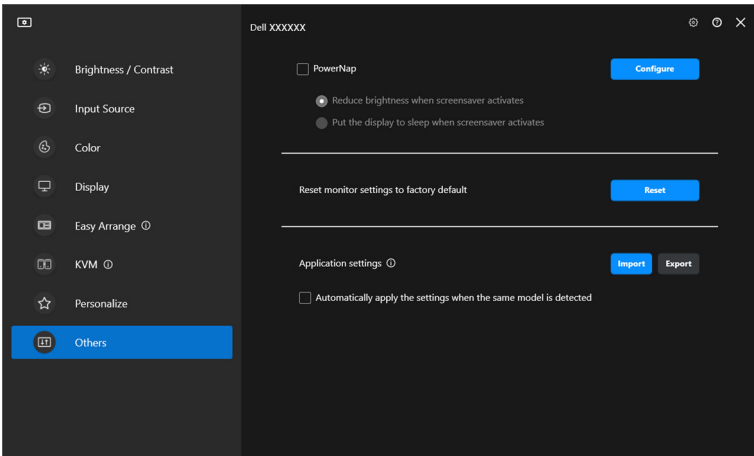 Dell XXXXXX
Brightness / Contrast
Input Source
Color
Display
Easy Arrange
KVM
Personalize
Others
PowerNap
Configure
Reduce brightness when screensaver activates
Put the display to sleep when screensaver activates
Reset monitor settings to factory default
Reset
Application settings
Import
Export
Automatically apply the settings when the same model is detected